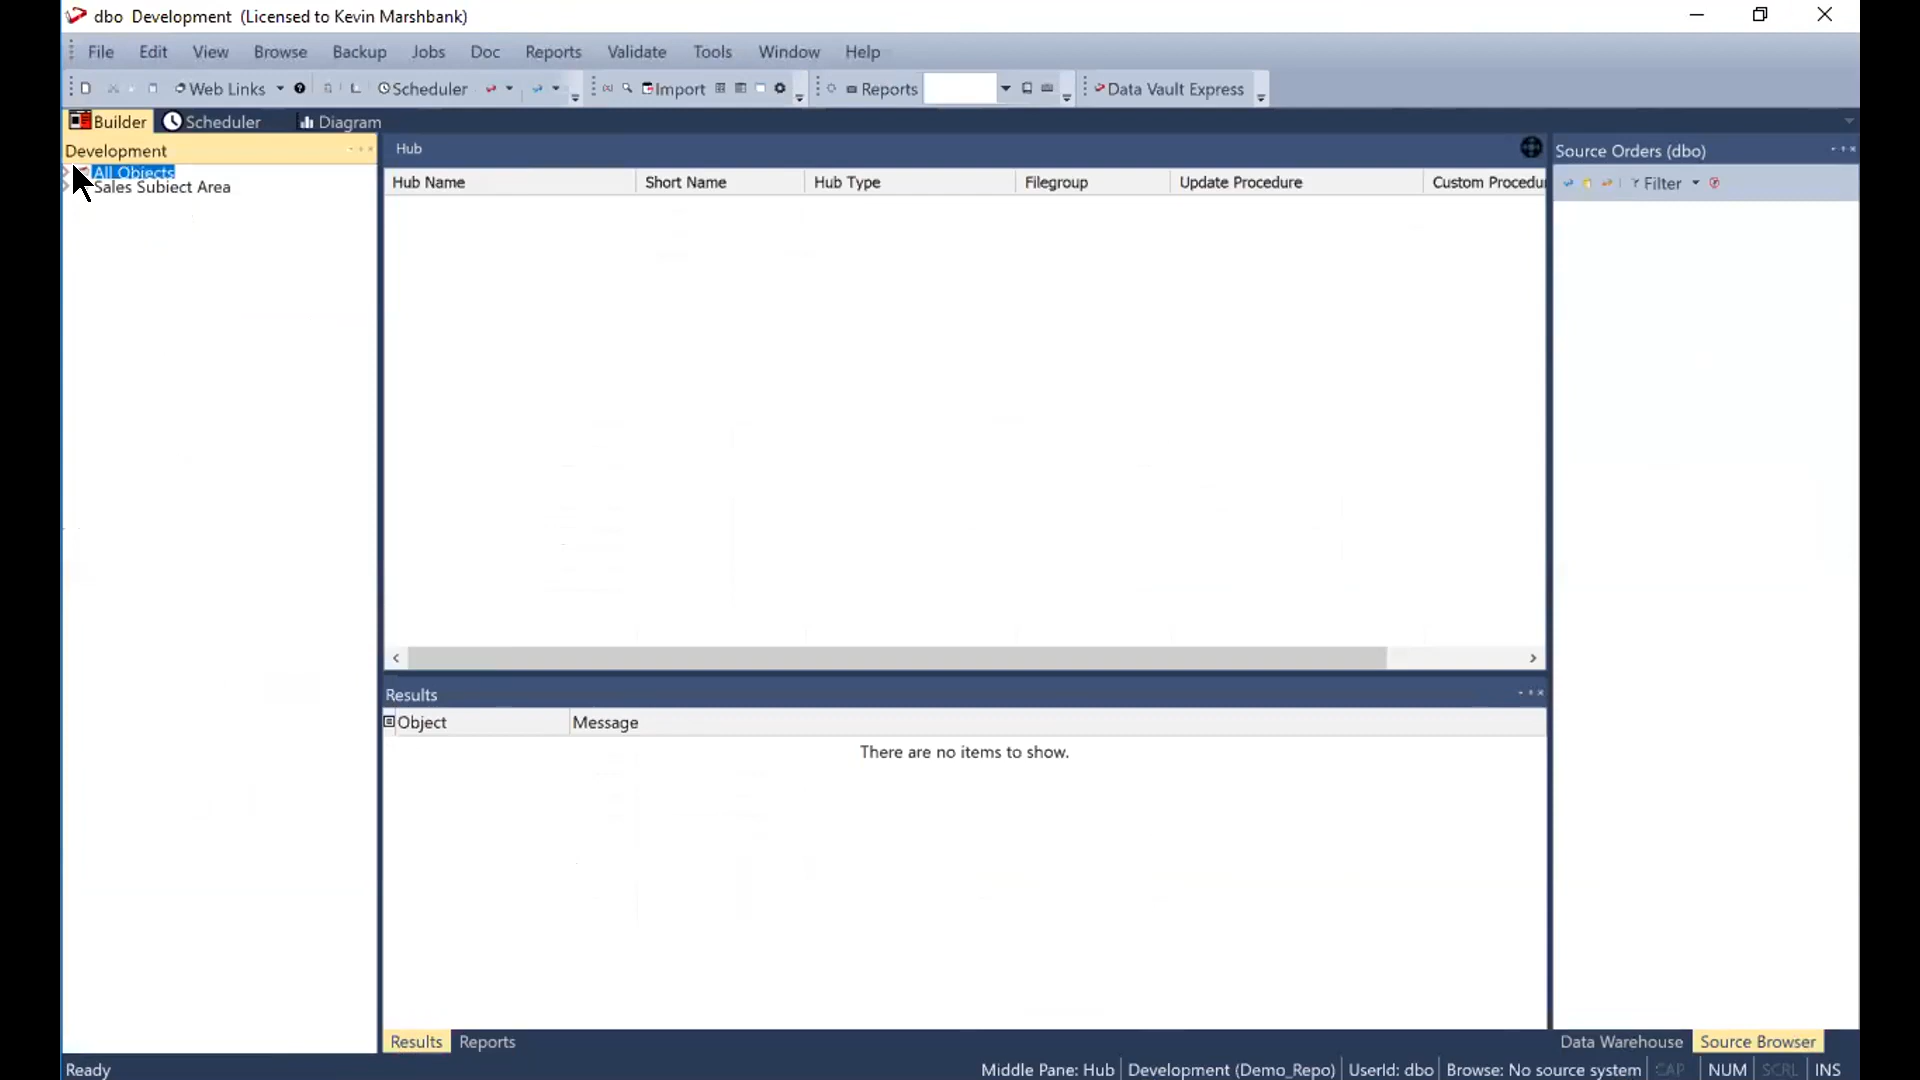 dbo Development (Licensed to Kevin Marshbank)
File Edit View Browse Backup Jobs Doc Reports Validate Tools Window Help
Web Links Scheduler Import Reports Data Vault Express
Builder Scheduler Diagram
Development
All Objects
Sales Subject Area
Hub
Hub Name Short Name Hub Type Filegroup Update Procedure Custom Procedu
Source Orders (dbo)
Filter
Results
Object Message
There are no items to show.
Results Reports
Data Warehouse Source Browser
Ready
Middle Pane: Hub Development (Demo_Repo) UserId: dbo Browse: No source system CAP NUM SCRL INS